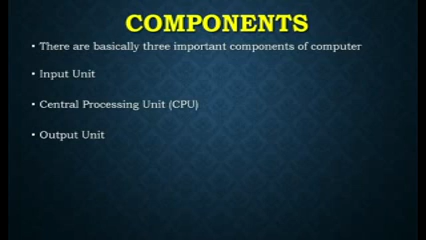 COMPONENTS
• There are basically three important components of computer
• Input Unit
• Central Processing Unit (CPU)
• Output Unit